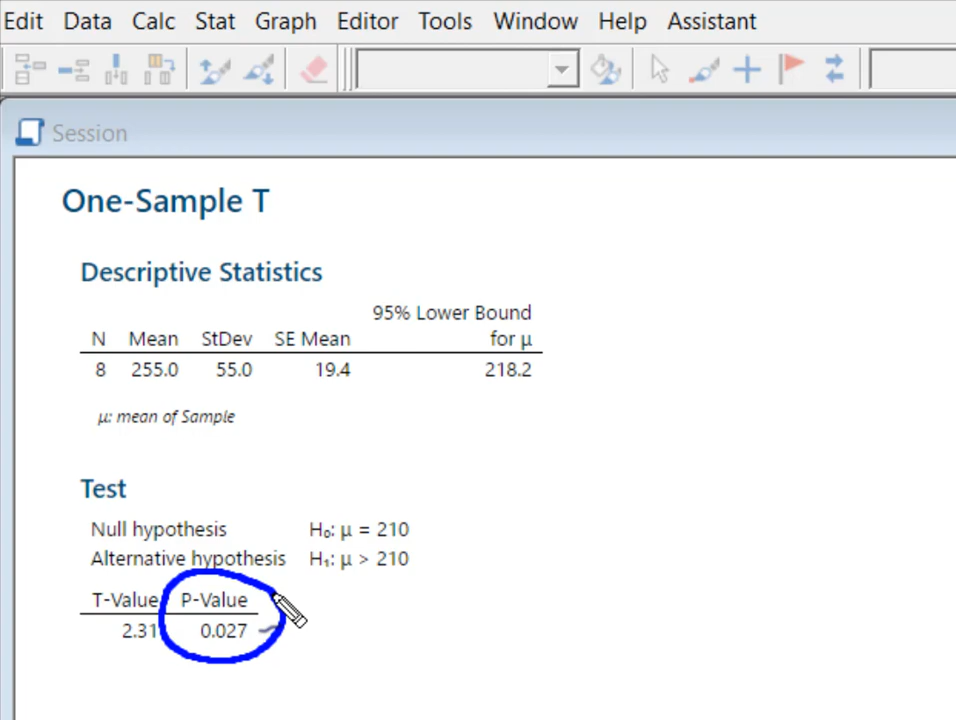 Edit Data Calc Stat Graph Editor Tools Window Help Assistant
Session
One-Sample T
Descriptive Statistics
95% Lower Bound
N Mean StDev SE Mean for μ
8 255.0 55.0 19.4 218.2
μ: mean of Sample
Test
Null hypothesis H₀: μ = 210
Alternative hypothesis H₁: μ > 210
T-Value P-Value
2.31 0.027